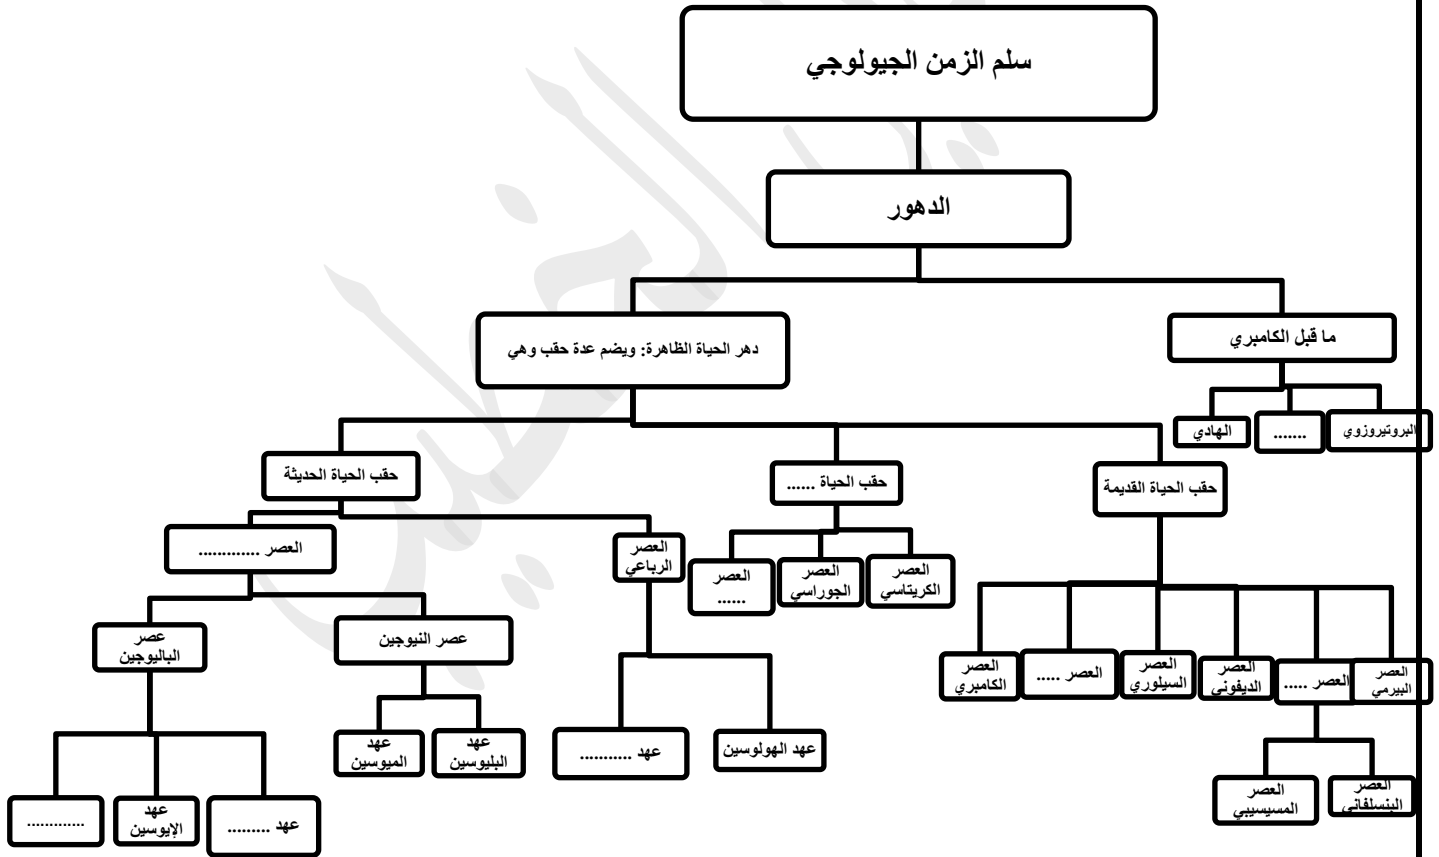 سلم الزمن الجيولوجي
الدهور
ما قبل الكامبري
دهر الحياة الظاهرة: ويضم عدة حقب وهي
البروتيروزوي
.......
الهادي
حقب الحياة القديمة
حقب الحياة ......
حقب الحياة الحديثة
العصر
الكريتاسي
العصر
الجوراسي
العصر
......
العصر
الرباعي
العصر .............
العصر
البيرمي
العصر .....
العصر
الديفوني
العصر
السيلوري
العصر .....
العصر
الكامبري
عصر النيوجين
عصر
الباليوجين
العصر
البنسلفاني
العصر
المسيسيبي
عهد الهولوسين
عهد ...........
عهد
البليوسين
عهد
الميوسين
عهد .........
عهد
الإيوسين
.............